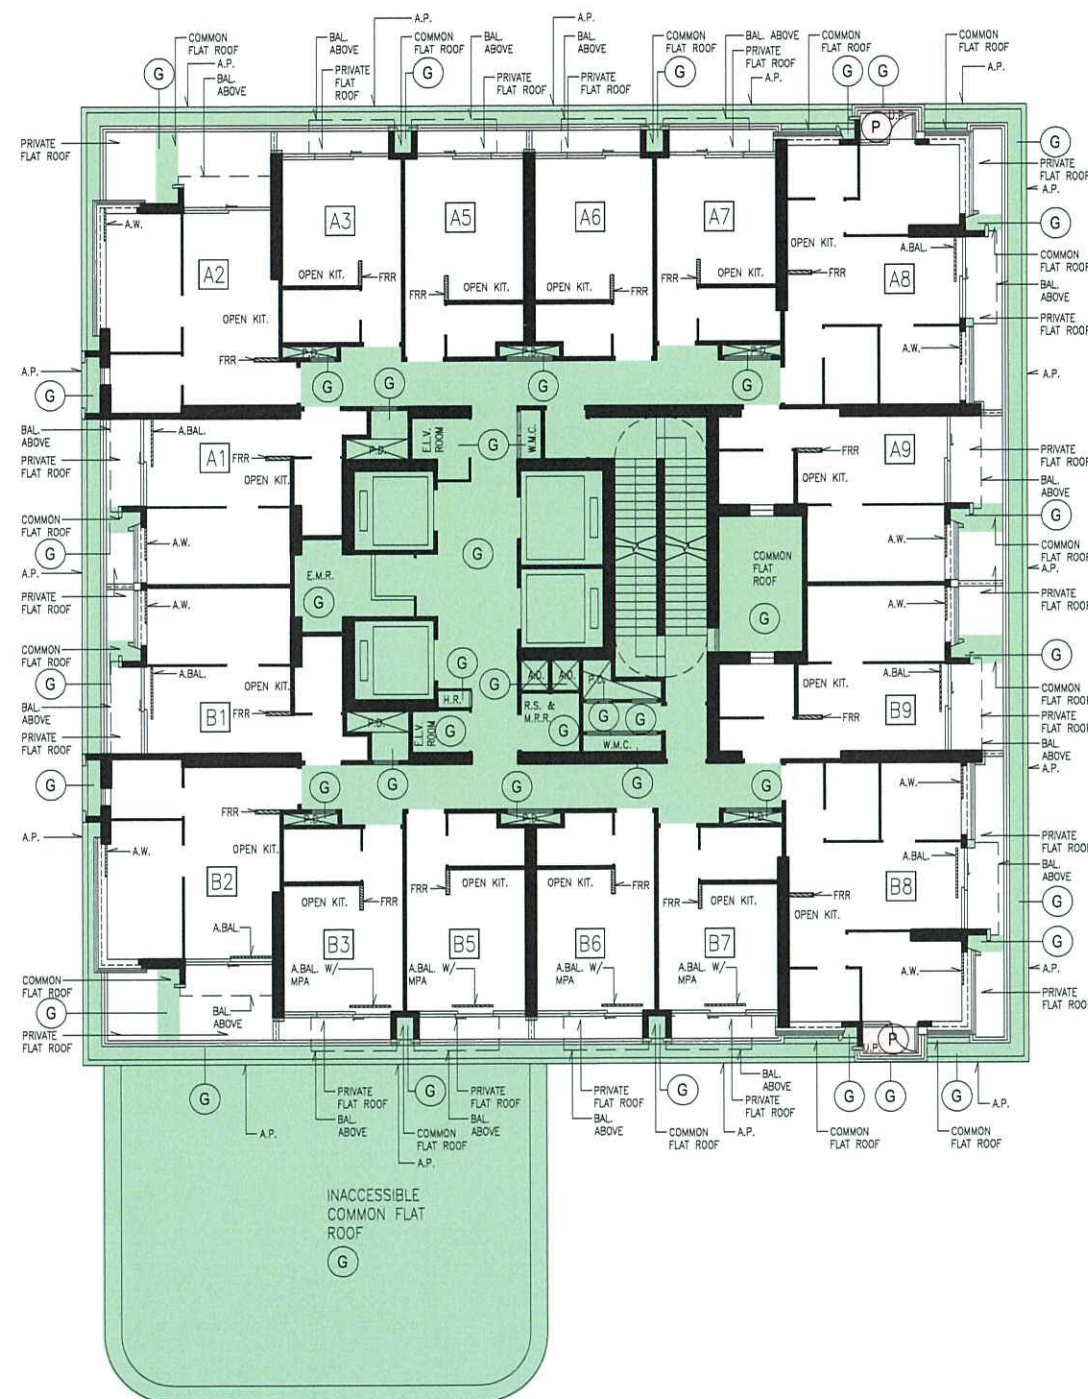 A.P.
A.P.
COMMON
FLAT ROOF
A.P.
BAL.
ABOVE
BAL.
ABOVE
PRIVATE
FLAT
ROOF
COMMON
FLAT ROOF
BAL.
ABOVE
PRIVATE
FLAT ROOF
BAL.
ABOVE
PRIVATE
FLAT ROOF
COMMON
FLAT ROOF
BAL. ABOVE
PRIVATE
FLAT ROOF
A.P.
COMMON
FLAT ROOF
COMMON
FLAT ROOF
A.P.
G
G
G
G
G
U.P.
P
PRIVATE
FLAT ROOF
G
PRIVATE
FLAT ROOF
A.P.
G
COMMON
FLAT ROOF
BAL.
ABOVE
PRIVATE
FLAT ROOF
A.P.
A.W.
A2
A3
A5
A6
A7
A8
OPEN KIT.
A.BAL.
OPEN KIT.
FRR
OPEN KIT.
FRR
OPEN KIT.
FRR
OPEN KIT.
FRR
FRR
OPEN KIT.
A.W.
OPEN KIT.
FRR
P.D.
P.D.
P.D.
A.P.
G
G
G
G
G
BAL.
ABOVE
PRIVATE
FLAT ROOF
A.BAL.
A1
FRR
OPEN KIT.
P.D.
E.L.V.
ROOM
G
W.M.C.
A9
FRR
OPEN KIT.
PRIVATE
FLAT ROOF
BAL.
ABOVE
COMMON
FLAT ROOF
G
A.P.
A.W.
G
COMMON
FLAT
ROOF
G
A.W.
G
COMMON
FLAT ROOF
A.P.
PRIVATE
FLAT ROOF
E.M.R.
G
A.W.
A.W.
PRIVATE
FLAT ROOF
COMMON
FLAT ROOF
G
BAL.
ABOVE
PRIVATE
FLAT ROOF
A.BAL.
B1
OPEN KIT.
FRR
P.D.
G
H.R.
E.L.V.
ROOM
G
G
A.D.
A.D.
R.S. &
M.R.R.
G
P.D.
G
G
W.M.C.
OPEN KIT.
FRR
A.BAL.
B9
G
COMMON
FLAT ROOF
PRIVATE
FLAT ROOF
BAL.
ABOVE
A.P.
G
G
G
G
G
G
P.D.
P.D.
P.D.
A.P.
A.W.
FRR
OPEN KIT.
B2
A.BAL.
OPEN KIT.
FRR
B3
A.BAL. W/
MPA
OPEN KIT.
FRR
B5
A.BAL. W/
MPA
OPEN KIT.
FRR
B6
A.BAL. W/
MPA
OPEN KIT.
FRR
B7
A.BAL. W/
MPA
FRR
OPEN KIT.
A.W.
A.BAL.
B8
A.W.
PRIVATE
FLAT ROOF
BAL.
ABOVE
G
G
A.P.
PRIVATE
FLAT ROOF
COMMON
FLAT ROOF
G
PRIVATE
FLAT ROOF
BAL.
ABOVE
U.P.
P
G
A.P.
PRIVATE
FLAT ROOF
BAL.
ABOVE
G
COMMON
FLAT ROOF
A.P.
PRIVATE
FLAT ROOF
BAL.
ABOVE
PRIVATE
FLAT ROOF
BAL.
ABOVE
G
COMMON
FLAT ROOF
BAL.
ABOVE
PRIVATE
FLAT ROOF
A.P.
G
G
G
COMMON
FLAT ROOF
COMMON
FLAT ROOF
A.P.
INACCESSIBLE
COMMON FLAT
ROOF
G